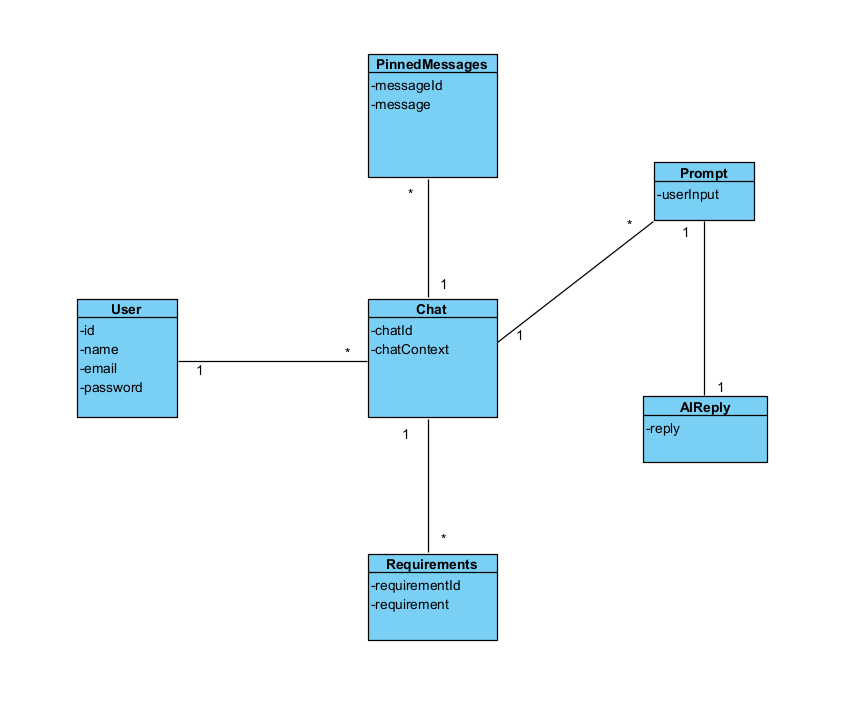 PinnedMessages
-messageId
-message
*
1
Prompt
-userInput
*
1
1
1
AIReply
-reply
User
-id
-name
-email
-password
1
*
Chat
-chatId
-chatContext
1
*
Requirements
-requirementId
-requirement